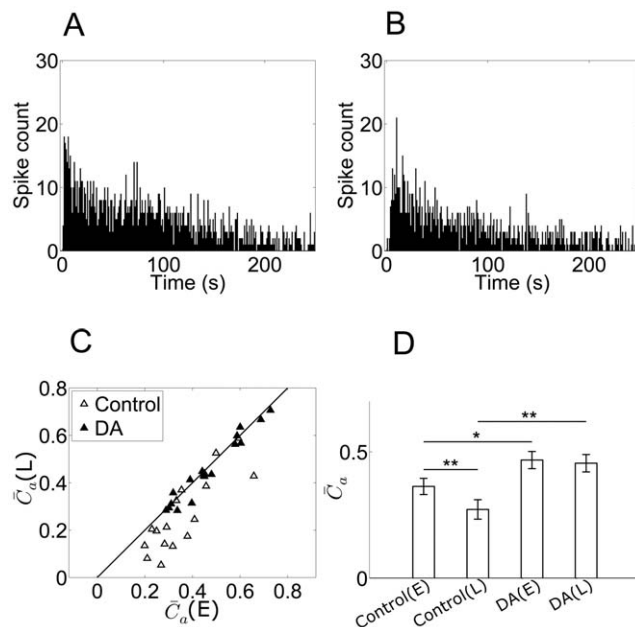 A
30
20
10
0
Spike count
0
100
200
Time (s)
B
30
20
10
0
Spike count
0
100
200
Time (s)
C
0.8
0.6
0.4
0.2
0
C̄ₐ(L)
Control
DA
0
0.2
0.4
0.6
0.8
C̄ₐ(E)
D
**
*
**
0.5
0
C̄ₐ
Control(E)
Control(L)
DA(E)
DA(L)